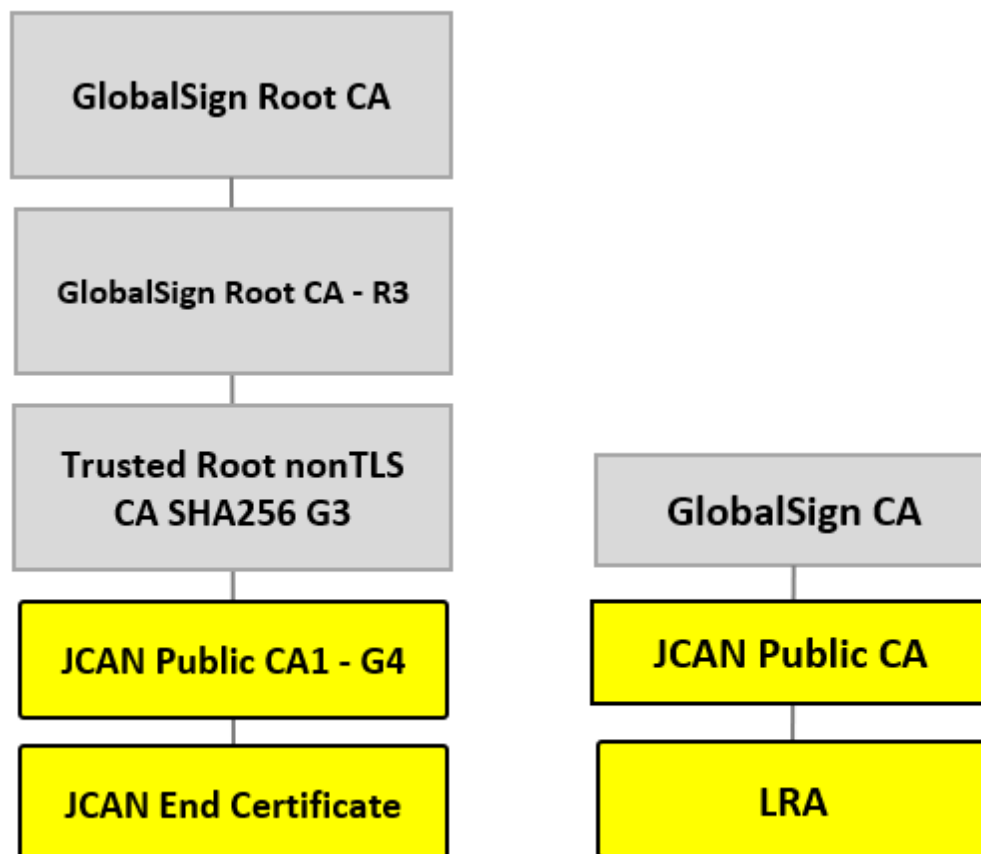 GlobalSign Root CA
GlobalSign Root CA - R3
Trusted Root nonTLS
CA SHA256 G3
JCAN Public CA1 - G4
JCAN End Certificate
GlobalSign CA
JCAN Public CA
LRA